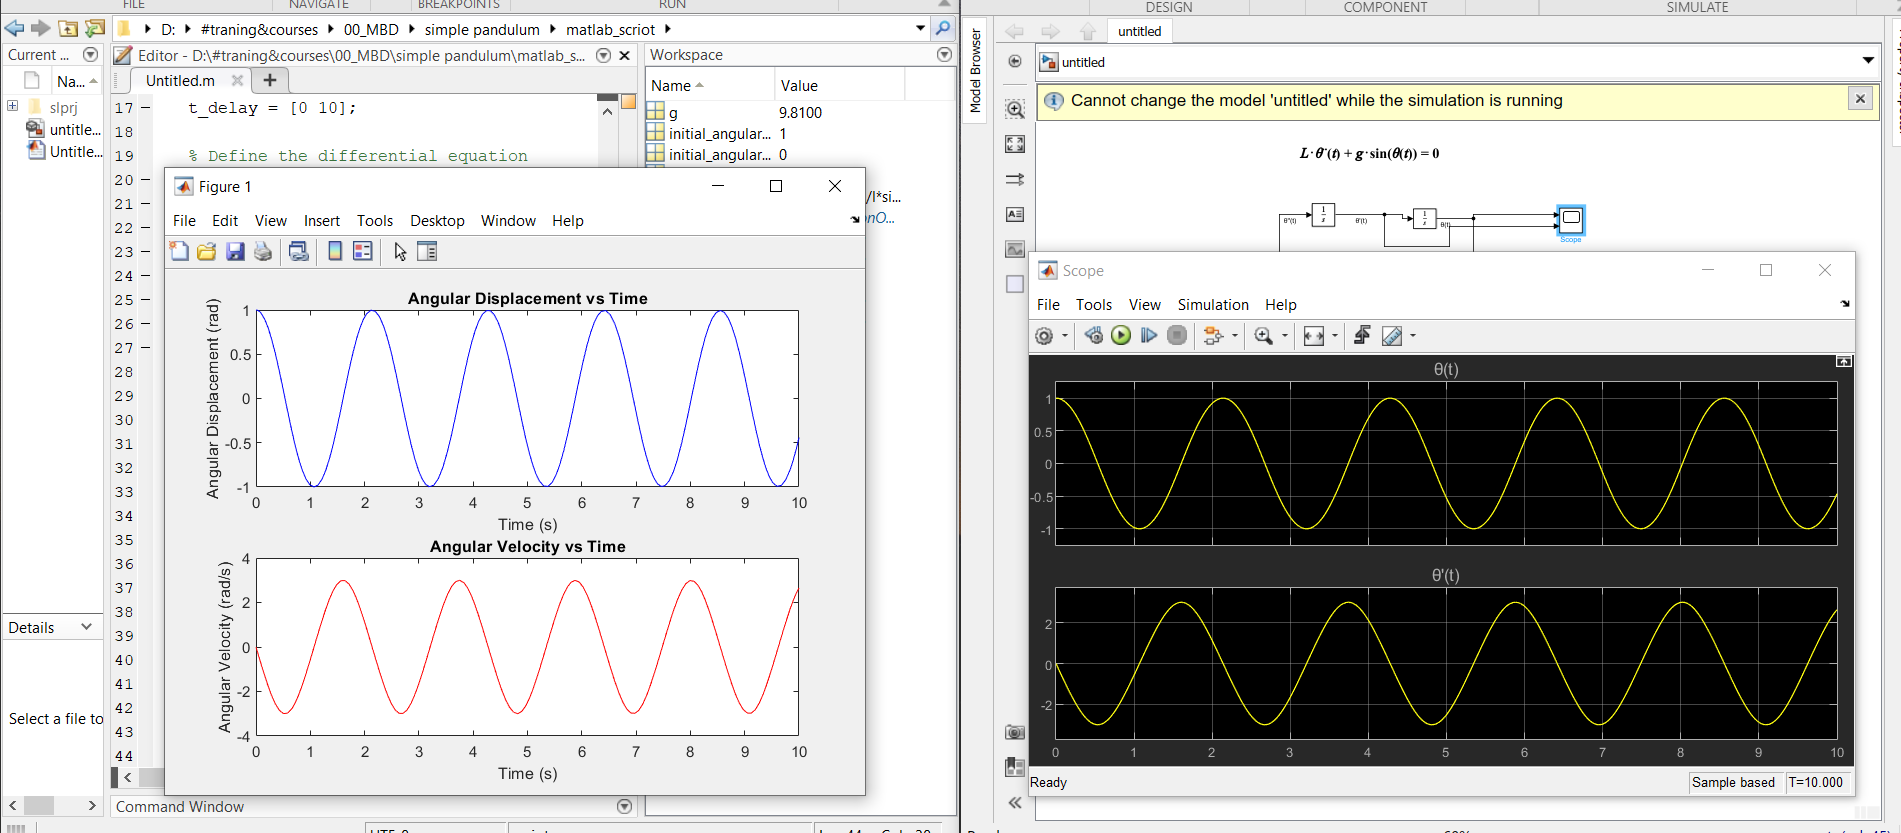 FILE
NAVIGATE
BREAKPOINTS
RUN
D: ▸ #traning&courses ▸ 00_MBD ▸ simple pandulum ▸ matlab_scriot ▸
Current ...
Na...
slprj
untitle...
Untitle...
Details
Select a file to
Editor - D:\#traning&courses\00_MBD\simple pandulum\matlab_s...
Untitled.m
17 – t_delay = [0 10];
18
19 % Define the differential equation
20 –
21 –
22 –
23 –
24 –
25 –
26 –
27 –
28
29
30
31
32
33
34
35
36
37
38
39
40
41
42
43
44
Command Window
Workspace
Name Value
g 9.8100
initial_angular... 1
initial_angular... 0
/l*si...
nO...
Figure 1
File Edit View Insert Tools Desktop Window Help
Angular Displacement vs Time
Angular Displacement (rad)
1
0.5
0
-0.5
-1
0 1 2 3 4 5 6 7 8 9 10
Time (s)
Angular Velocity vs Time
Angular Velocity (rad/s)
4
2
0
-2
-4
0 1 2 3 4 5 6 7 8 9 10
Time (s)
DESIGN
COMPONENT
SIMULATE
Model Browser
untitled
untitled
Cannot change the model 'untitled' while the simulation is running
L·θ¨(t) + g·sin(θ(t)) = 0
θ''(t)
1
s
θ'(t)
1
s
θ(t)
Scope
Scope
File Tools View Simulation Help
θ(t)
1
0.5
0
-0.5
-1
θ'(t)
2
0
-2
0 1 2 3 4 5 6 7 8 9 10
Ready
Sample based T=10.000